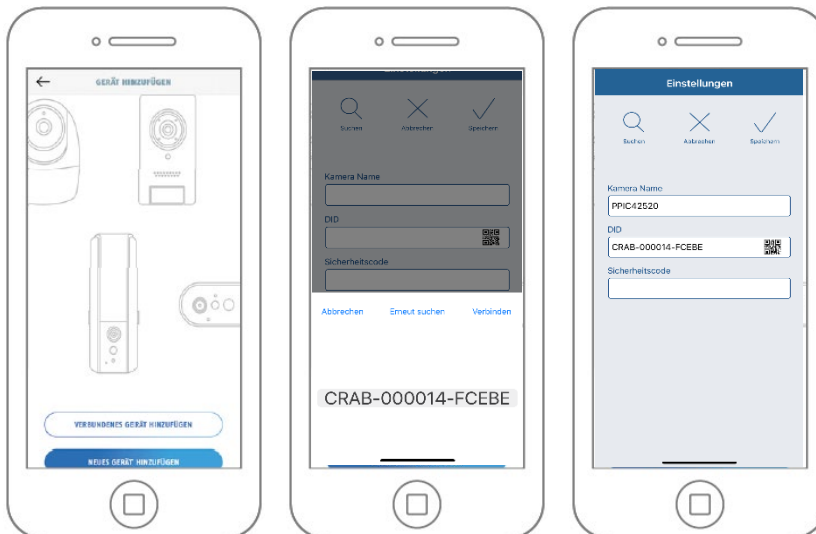 GERÄT HINZUFÜGEN
VERBUNDENES GERÄT HINZUFÜGEN
NEUES GERÄT HINZUFÜGEN
Einstellungen
Suchen Abbrechen Speichern
Kamera Name
DID
Sicherheitscode
Abbrechen Erneut suchen Verbinden
CRAB-000014-FCEBE
Einstellungen
Suchen Abbrechen Speichern
Kamera Name
PPIC42520
DID
CRAB-000014-FCEBE
Sicherheitscode